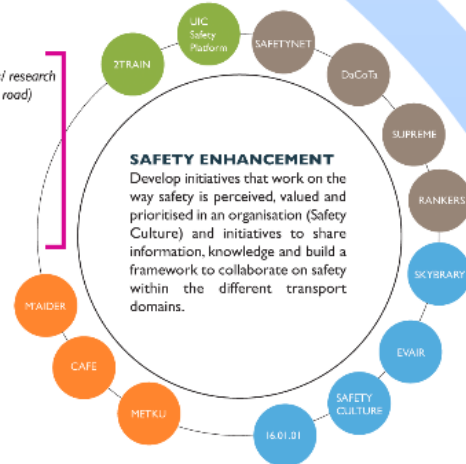 UIC
Safety
Platform
SAFETYNET
2TRAIN
DaCoTa
research
road)
SUPREME
SAFETY ENHANCEMENT
Develop initiatives that work on the
way safety is perceived, valued and
prioritised in an organisation (Safety
Culture) and initiatives to share
information, knowledge and build a
framework to collaborate on safety
within the different transport
domains.
RANKERS
SKYBRARY
M'AIDER
EVAIR
CAFE
SAFETY
CULTURE
METKU
16.01.01